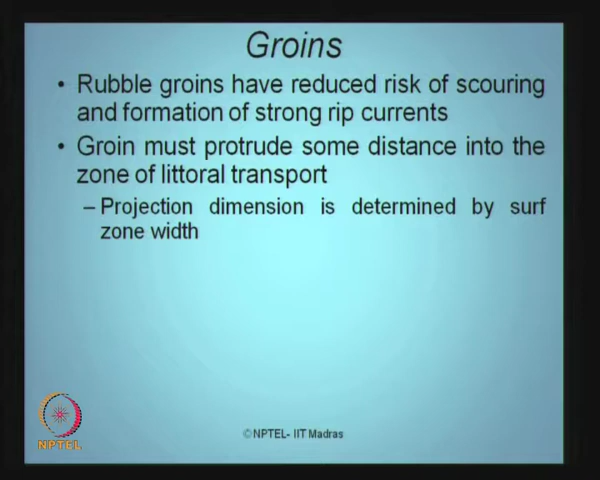 Groins
• Rubble groins have reduced risk of scouring
and formation of strong rip currents
• Groin must protrude some distance into the
zone of littoral transport
– Projection dimension is determined by surf
zone width
NPTEL
©NPTEL- IIT Madras